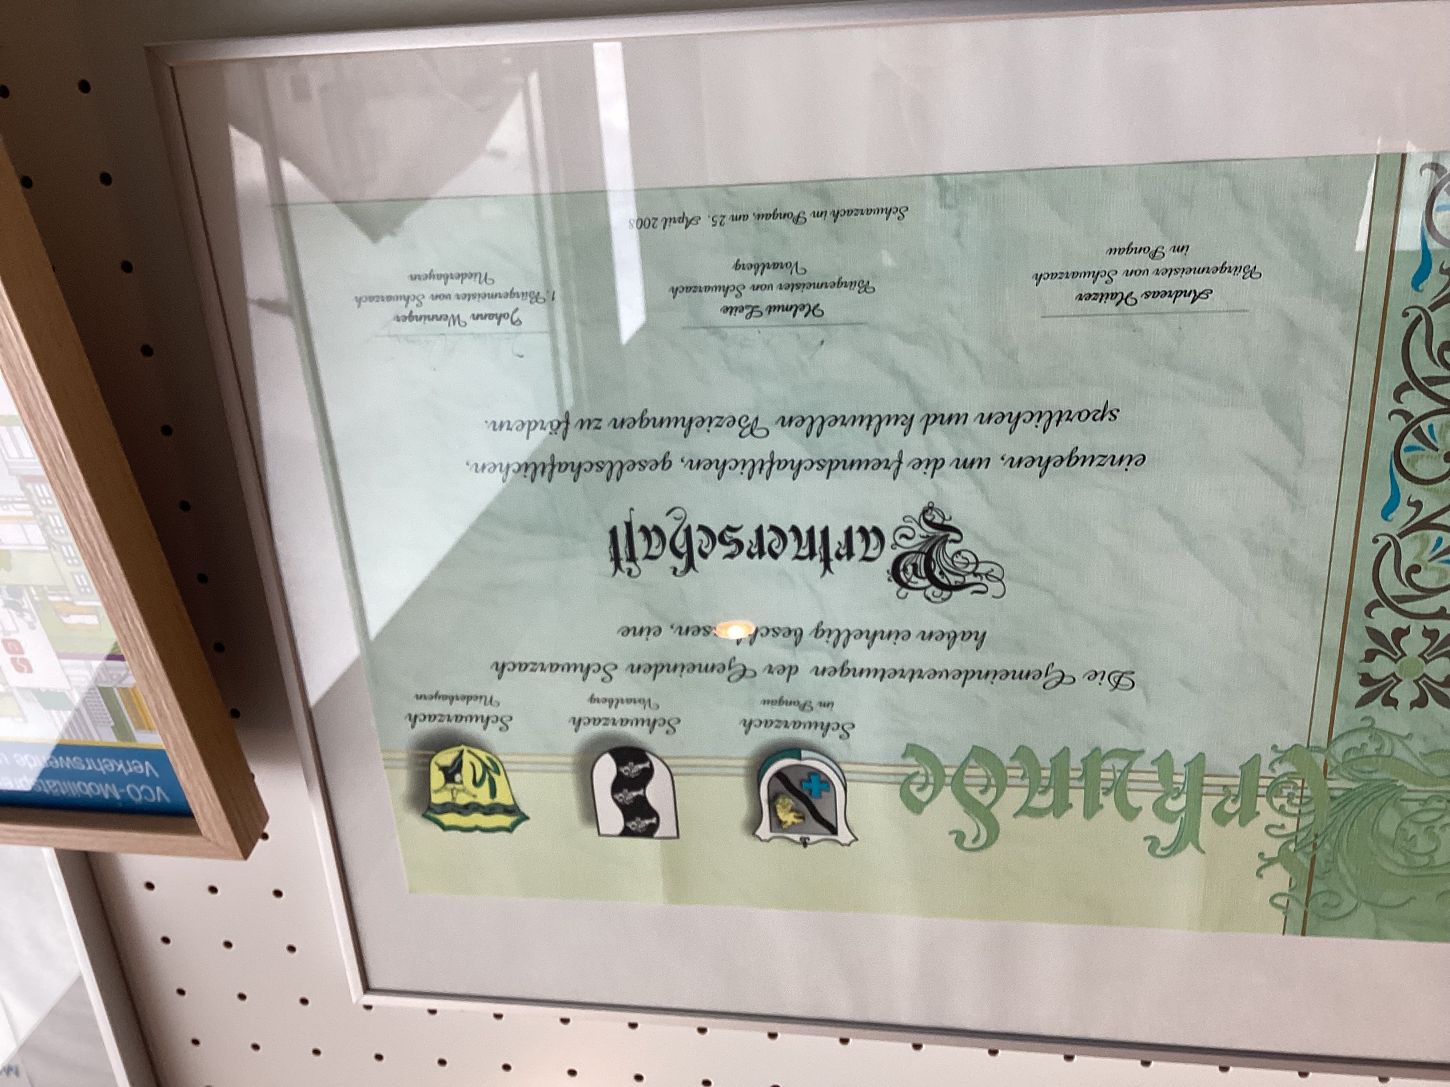 Urkunde
Schwarzach
im Pongau
Schwarzach
Vorarlberg
Schwarzach
Niederbayern
Die Gemeindevertretungen der Gemeinden Schwarzach
haben einhellig beschlossen, eine
Partnerschaft
einzugehen, um die freundschaftlichen, gesellschaftlichen,
sportlichen und kulturellen Beziehungen zu fördern.
Andreas Haitzer
Bürgermeister von Schwarzach
im Pongau
Helmut Leite
Bürgermeister von Schwarzach
Vorarlberg
Johann Wenninger
1. Bürgermeister von Schwarzach
Niederbayern
Schwarzach im Pongau, am 25. April 2008
VCÖ-Mobilitäts
Verkehrswende